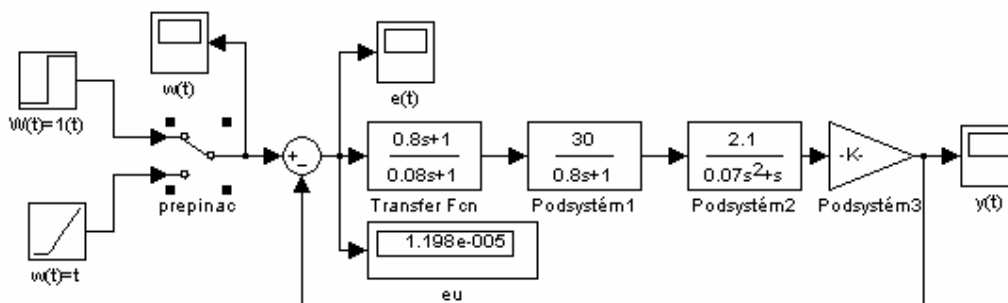 W(t)=1(t)
w(t)
e(t)
w(t)=t
prepinac
+
-
0.8s+1
0.08s+1
Transfer Fcn
30
0.8s+1
Podsystém1
2.1
0.07s²+s
Podsystém2
-K-
Podsystém3
y(t)
1.198e-005
eu